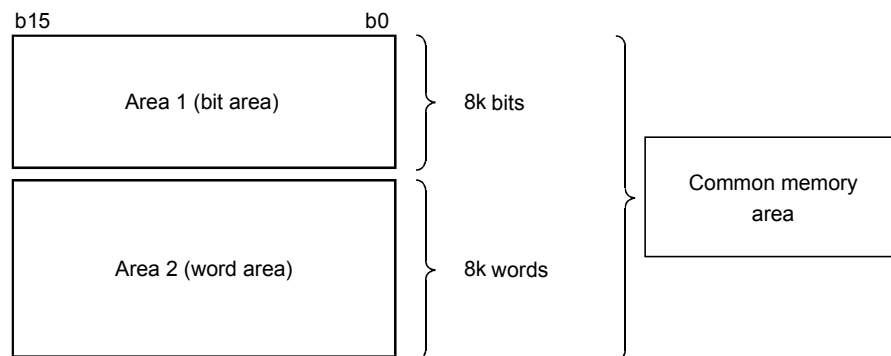 b15 b0
Area 1 (bit area)
8k bits
Area 2 (word area)
8k words
Common memory
area